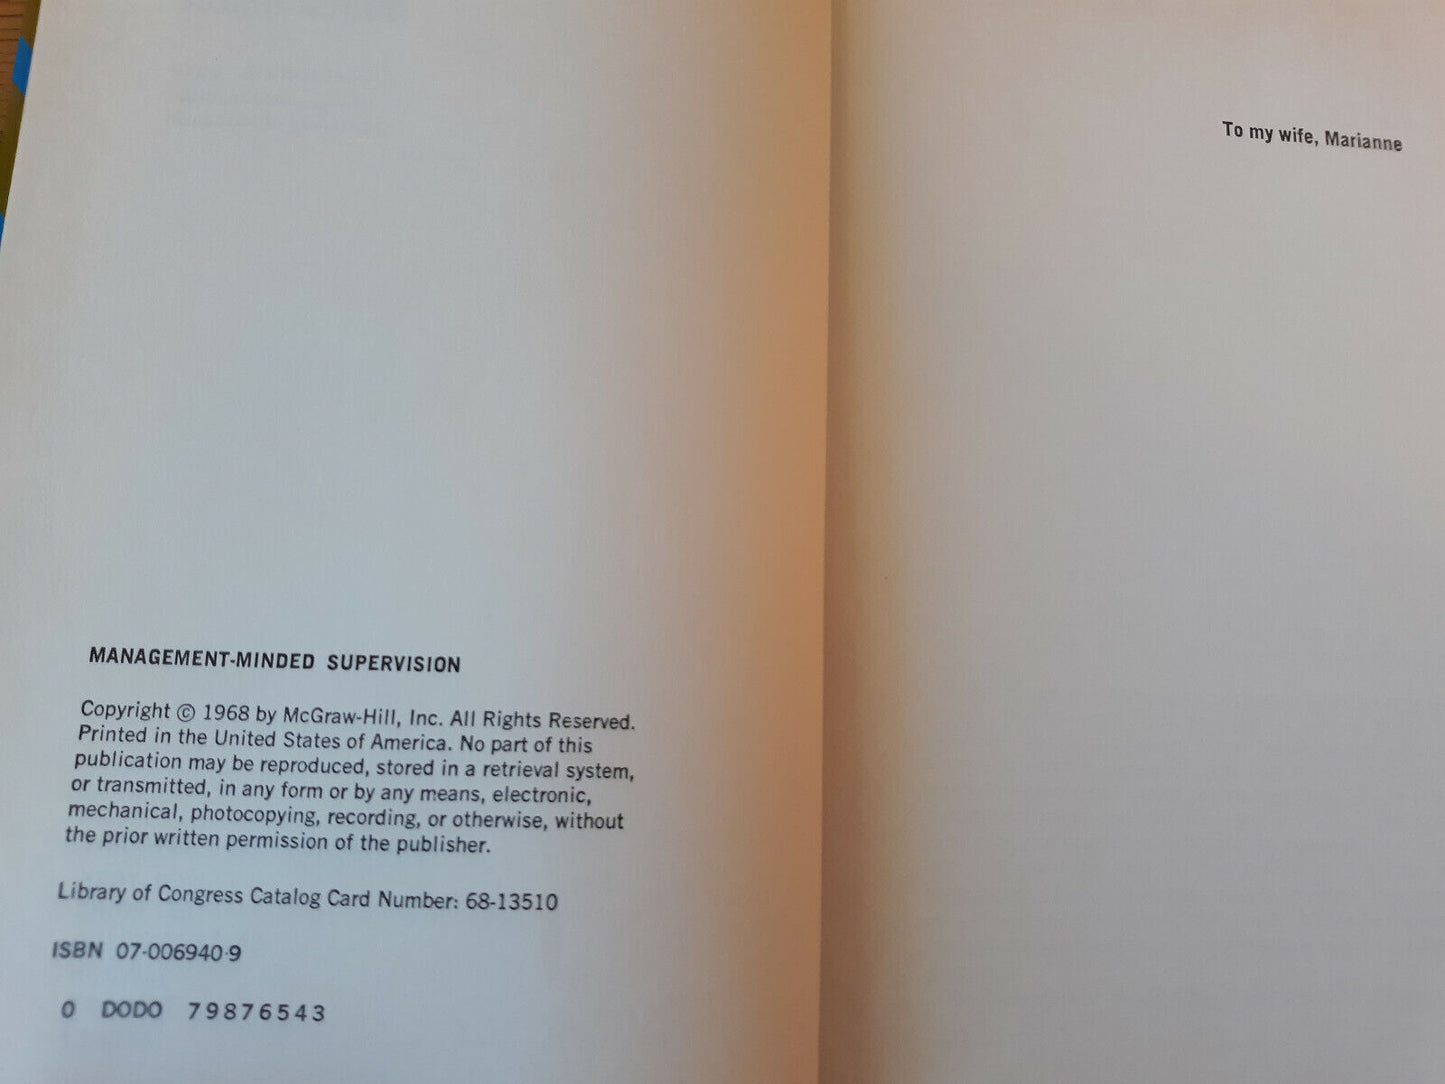 MANAGEMENT-MINDED SUPERVISION
Copyright © 1968 by McGraw-Hill, Inc. All Rights Reserved.
Printed in the United States of America. No part of this
publication may be reproduced, stored in a retrieval system,
or transmitted, in any form or by any means, electronic,
mechanical, photocopying, recording, or otherwise, without
the prior written permission of the publisher.
Library of Congress Catalog Card Number: 68-13510
ISBN 07-006940-9
0 DODO 79876543
To my wife, Marianne